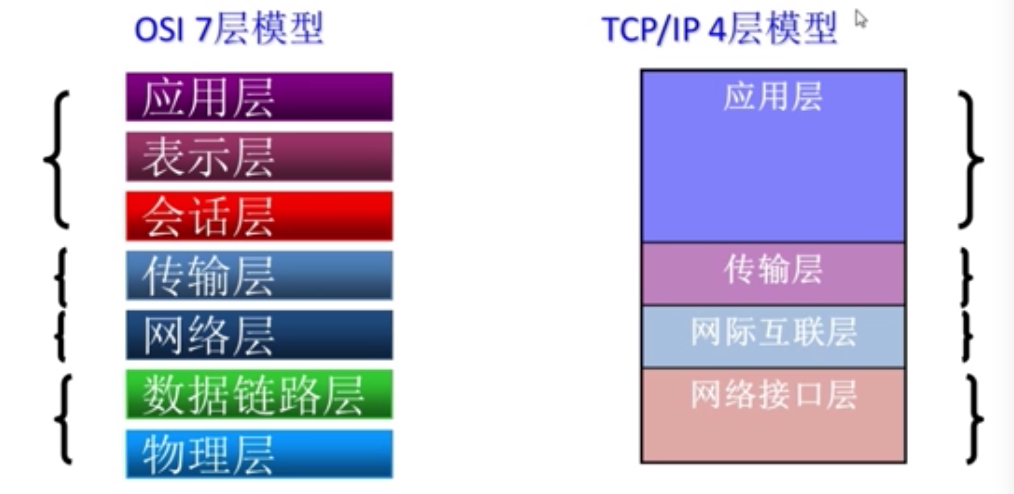 OSI 7层模型
应用层
表示层
会话层
传输层
网络层
数据链路层
物理层
TCP/IP 4层模型
应用层
传输层
网际互联层
网络接口层